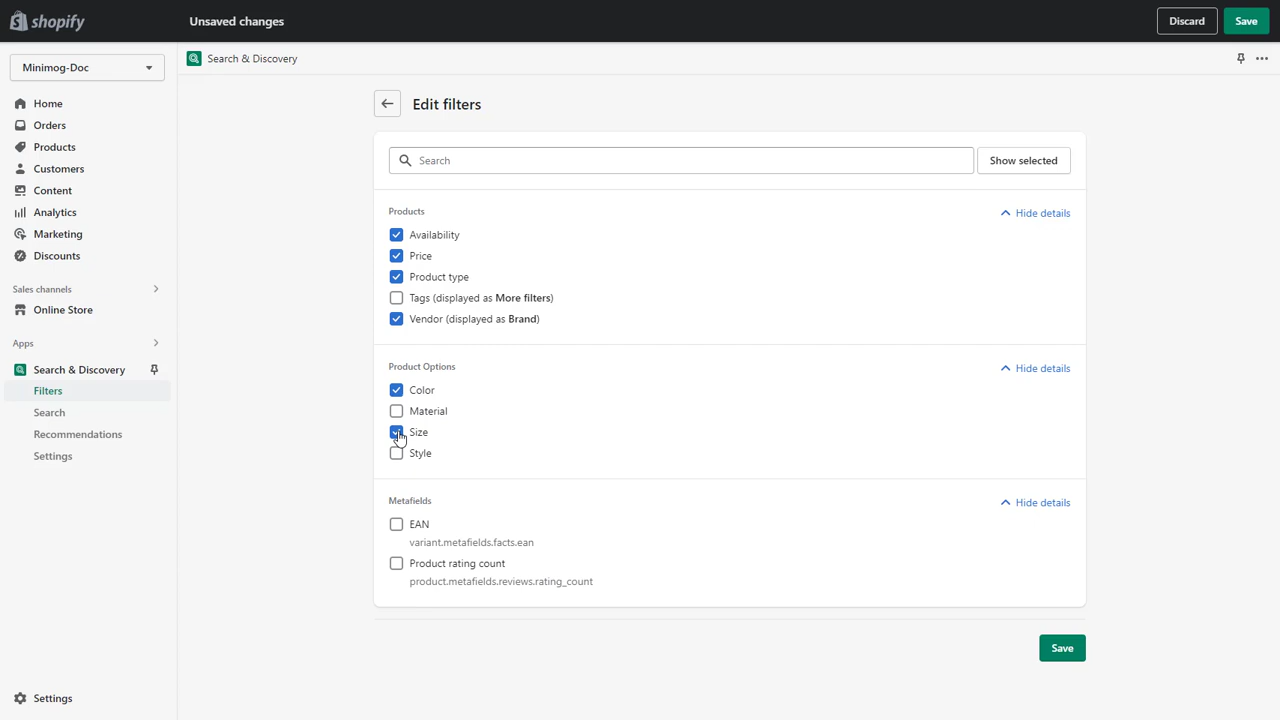 shopify
Unsaved changes
Discard
Save
Minimog-Doc
Search & Discovery
Home
Orders
Products
Customers
Content
Analytics
Marketing
Discounts
Sales channels
Online Store
Apps
Search & Discovery
Filters
Search
Recommendations
Settings
Settings
Edit filters
Search
Show selected
Products
Hide details
Availability
Price
Product type
Tags (displayed as More filters)
Vendor (displayed as Brand)
Product Options
Hide details
Color
Material
Size
Style
Metafields
Hide details
EAN
variant.metafields.facts.ean
Product rating count
product.metafields.reviews.rating_count
Save